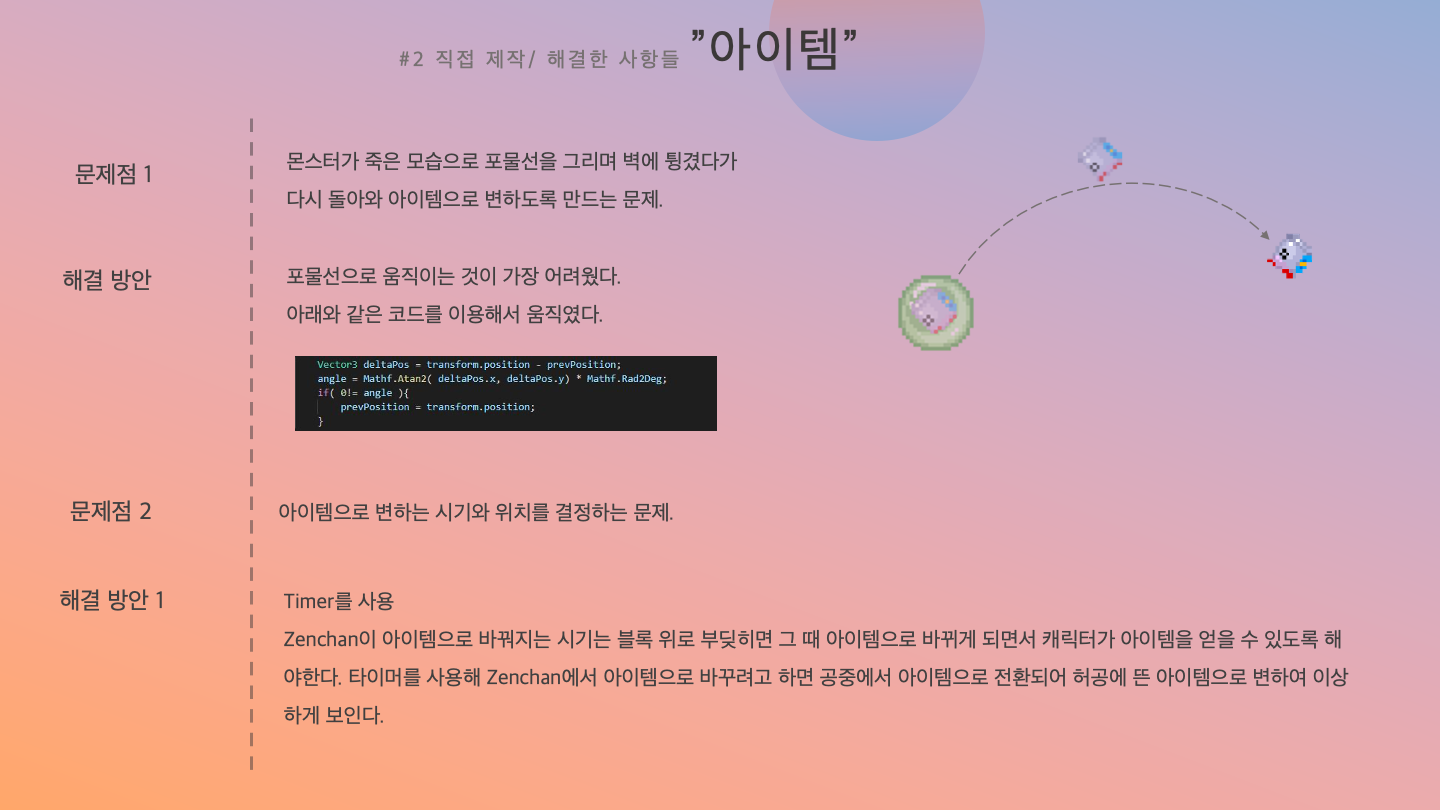 #2 직접 제작/ 해결한 사항들 ”아이템”
문제점 1
몬스터가 죽은 모습으로 포물선을 그리며 벽에 튕겼다가
다시 돌아와 아이템으로 변하도록 만드는 문제.
해결 방안
포물선으로 움직이는 것이 가장 어려웠다.
아래와 같은 코드를 이용해서 움직였다.
Vector3 deltaPos = transform.position - prevPosition;
angle = Mathf.Atan2( deltaPos.x, deltaPos.y) * Mathf.Rad2Deg;
if( 0!= angle ){
prevPosition = transform.position;
}
문제점 2
아이템으로 변하는 시기와 위치를 결정하는 문제.
해결 방안 1
Timer를 사용
Zenchan이 아이템으로 바꿔지는 시기는 블록 위로 부딪히면 그 때 아이템으로 바뀌게 되면서 캐릭터가 아이템을 얻을 수 있도록 해
야한다. 타이머를 사용해 Zenchan에서 아이템으로 바꾸려고 하면 공중에서 아이템으로 전환되어 허공에 뜬 아이템으로 변하여 이상
하게 보인다.